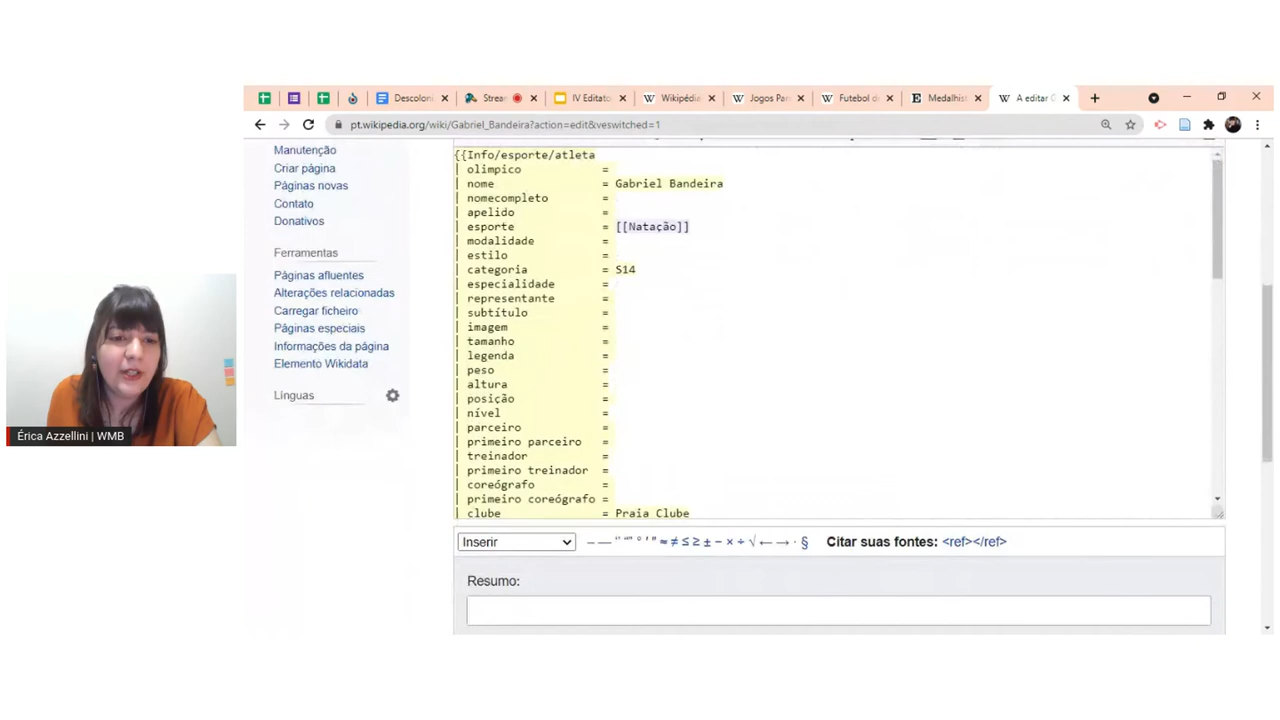 Descoloni
Stream
IV Editato
Wikipédi
Jogos Par
Futebol d
Medalhis
A editar G
pt.wikipedia.org/wiki/Gabriel_Bandeira?action=edit&veswitched=1
Manutenção
Criar página
Páginas novas
Contato
Donativos
Ferramentas
Páginas afluentes
Alterações relacionadas
Carregar ficheiro
Páginas especiais
Informações da página
Elemento Wikidata
Línguas
{{Info/esporte/atleta
| olimpico =
| nome = Gabriel Bandeira
| nomecompleto =
| apelido =
| esporte = [[Natação]]
| modalidade =
| estilo =
| categoria = S14
| especialidade =
| representante =
| subtítulo =
| imagem =
| tamanho =
| legenda =
| peso =
| altura =
| posição =
| nível =
| parceiro =
| primeiro parceiro =
| treinador =
| primeiro treinador =
| coreógrafo =
| primeiro coreógrafo =
| clube = Praia Clube
Inserir
– — ≈ ≠ ≤ ≥ ± − × ÷ √ ← → · § Citar suas fontes: <ref></ref>
Resumo:
Érica Azzellini | WMB